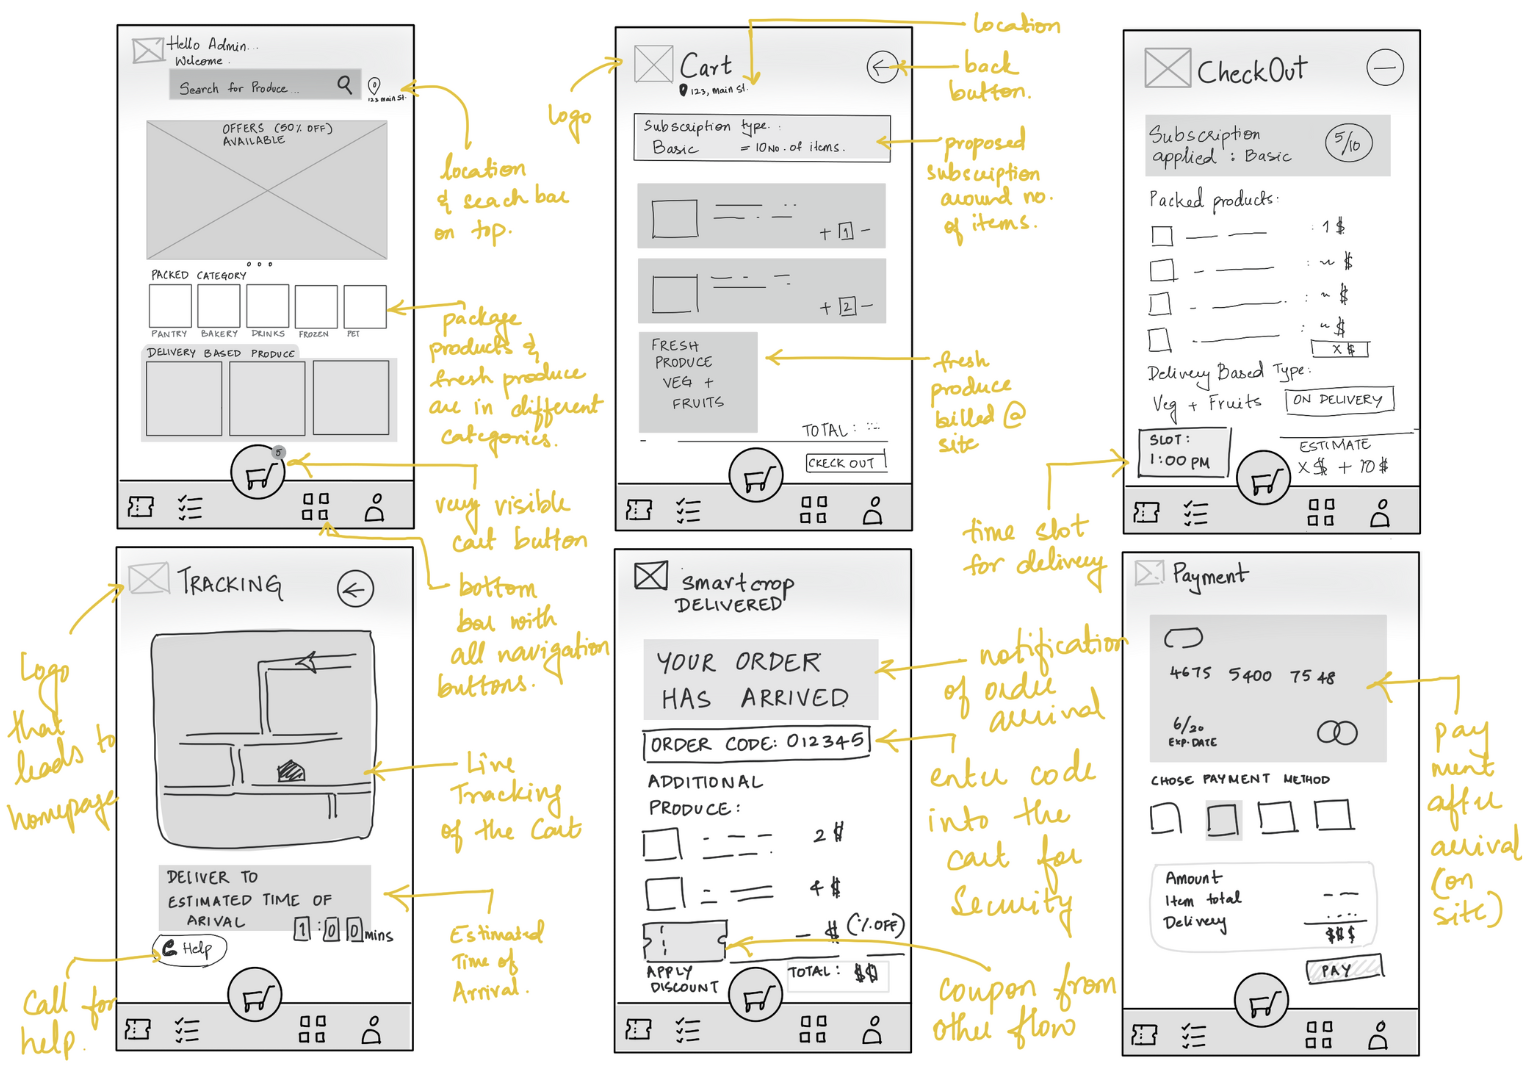 Hello Admin...
Welcome.
Search for Produce...
123 main St.
OFFERS (50% OFF)
AVAILABLE
PACKED CATEGORY
PANTRY BAKERY DRINKS FROZEN PET
DELIVERY BASED PRODUCE
5
location
& seach bar
on top.
package
products &
fresh produce
are in different
categories.
very visible
cart button
bottom
bar with
all navigation
buttons.
Logo
Cart
123, main St.
Subscription type. :
Basic = 10 No. of items.
+ 1 -
+ 2 -
FRESH
PRODUCE
VEG +
FRUITS
TOTAL :
CKECK OUT
location
back
button.
proposed
subscription
around no.
of items.
fresh
produce
billed @
site
CheckOut
Subscription
applied : Basic
5/10
Packed products:
: 1 $
: ~ $
: ~ $
: ~ $
X $
Delivery Based Type:
Veg + Fruits ON DELIVERY
SLOT :
1:00 PM
ESTIMATE
X$ + 10$
time slot
for delivery
TRACKING
DELIVER TO
ESTIMATED TIME OF
ARIVAL
1 : 0 0 mins
Help
Logo
that
leads to
homepage
Live
Tracking
of the Cart
Estimated
Time of
Arrival.
Call for
help.
smartcrop
DELIVERED
YOUR ORDER
HAS ARRIVED
ORDER CODE: 012345
ADDITIONAL
PRODUCE :
2 $
4 $
- $ (% OFF)
APPLY
DISCOUNT
TOTAL: $$
notification
of order
arrival
enter code
into the
cart for
Security
Coupon from
other flow
Payment
4675 5400 7548
6/20
EXP. DATE
CHOSE PAYMENT METHOD
Amount
Item total
Delivery
$$$
PAY
pay
ment
after
arrival
(on
site)